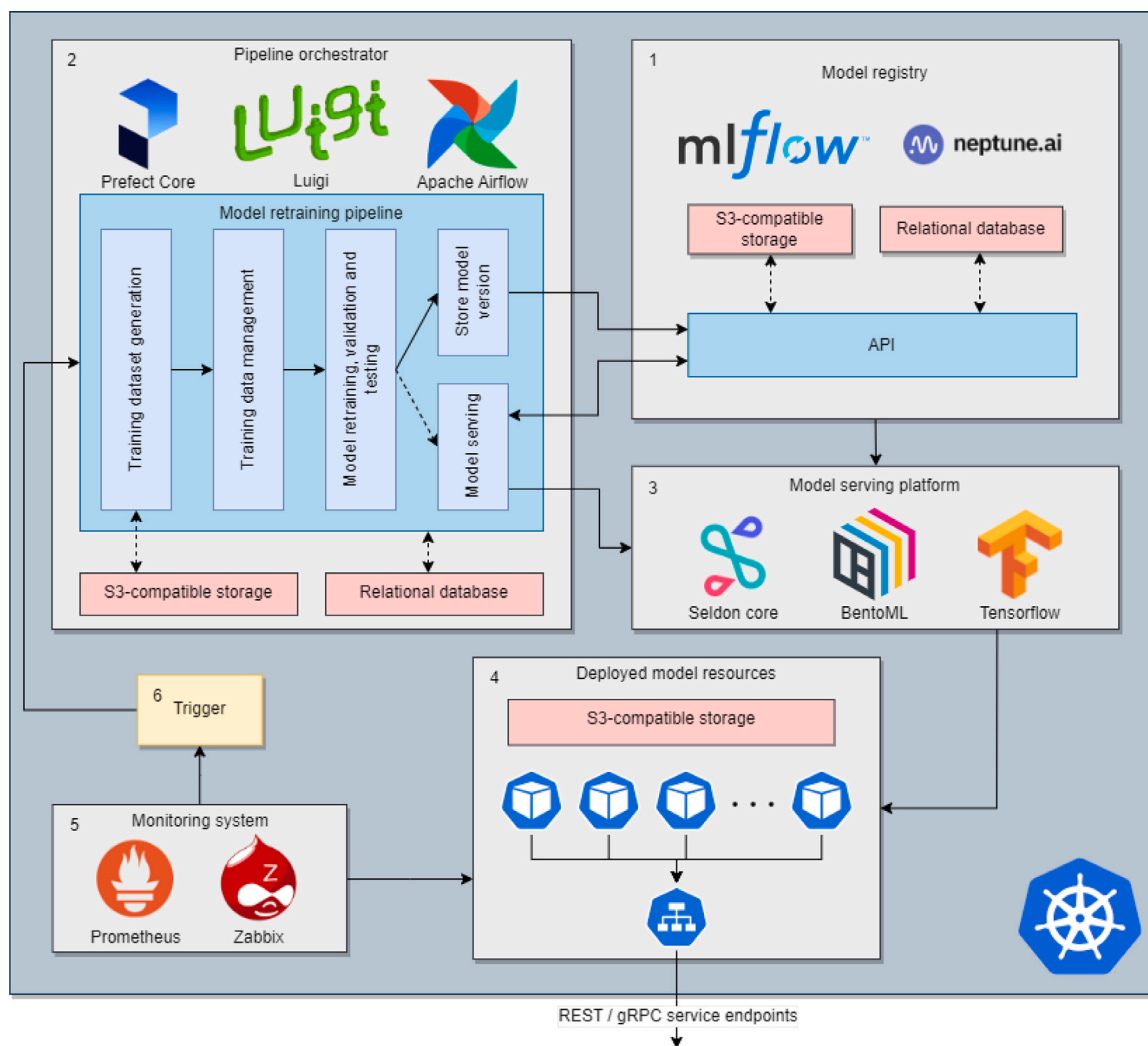 2
Pipeline orchestrator
Luigi
Prefect Core
Luigi
Apache Airflow
Model retraining pipeline
Training dataset generation
Training data management
Model retraining, validation and
testing
Store model
version
Model serving
S3-compatible storage
Relational database
1
Model registry
mlflow™
neptune.ai
S3-compatible
storage
Relational database
API
3
Model serving platform
Seldon core
BentoML
Tensorflow
6
Trigger
4
Deployed model resources
S3-compatible storage
5
Monitoring system
Z
Prometheus
Zabbix
REST / gRPC service endpoints